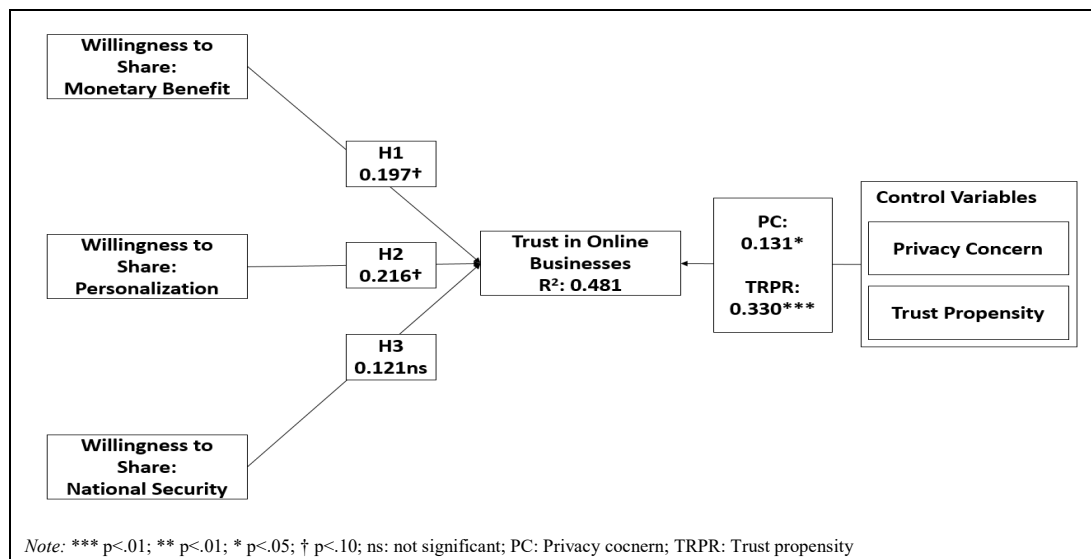 Willingness to
Share:
Monetary Benefit
H1
0.197†
Willingness to
Share:
Personalization
H2
0.216†
Trust in Online
Businesses
R²: 0.481
PC:
0.131*
TRPR:
0.330***
Control Variables
Privacy Concern
Trust Propensity
H3
0.121ns
Willingness to
Share:
National Security
Note: *** p<.01; ** p<.01; * p<.05; † p<.10; ns: not significant; PC: Privacy cocnern; TRPR: Trust propensity